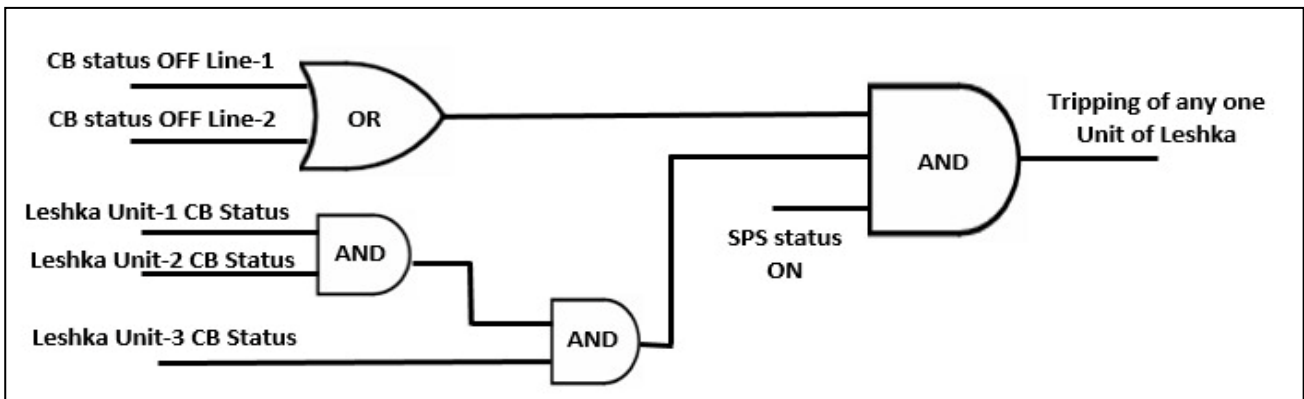 CB status OFF Line-1
CB status OFF Line-2
OR
Leshka Unit-1 CB Status
Leshka Unit-2 CB Status
AND
Leshka Unit-3 CB Status
AND
SPS status
ON
AND
Tripping of any one
Unit of Leshka